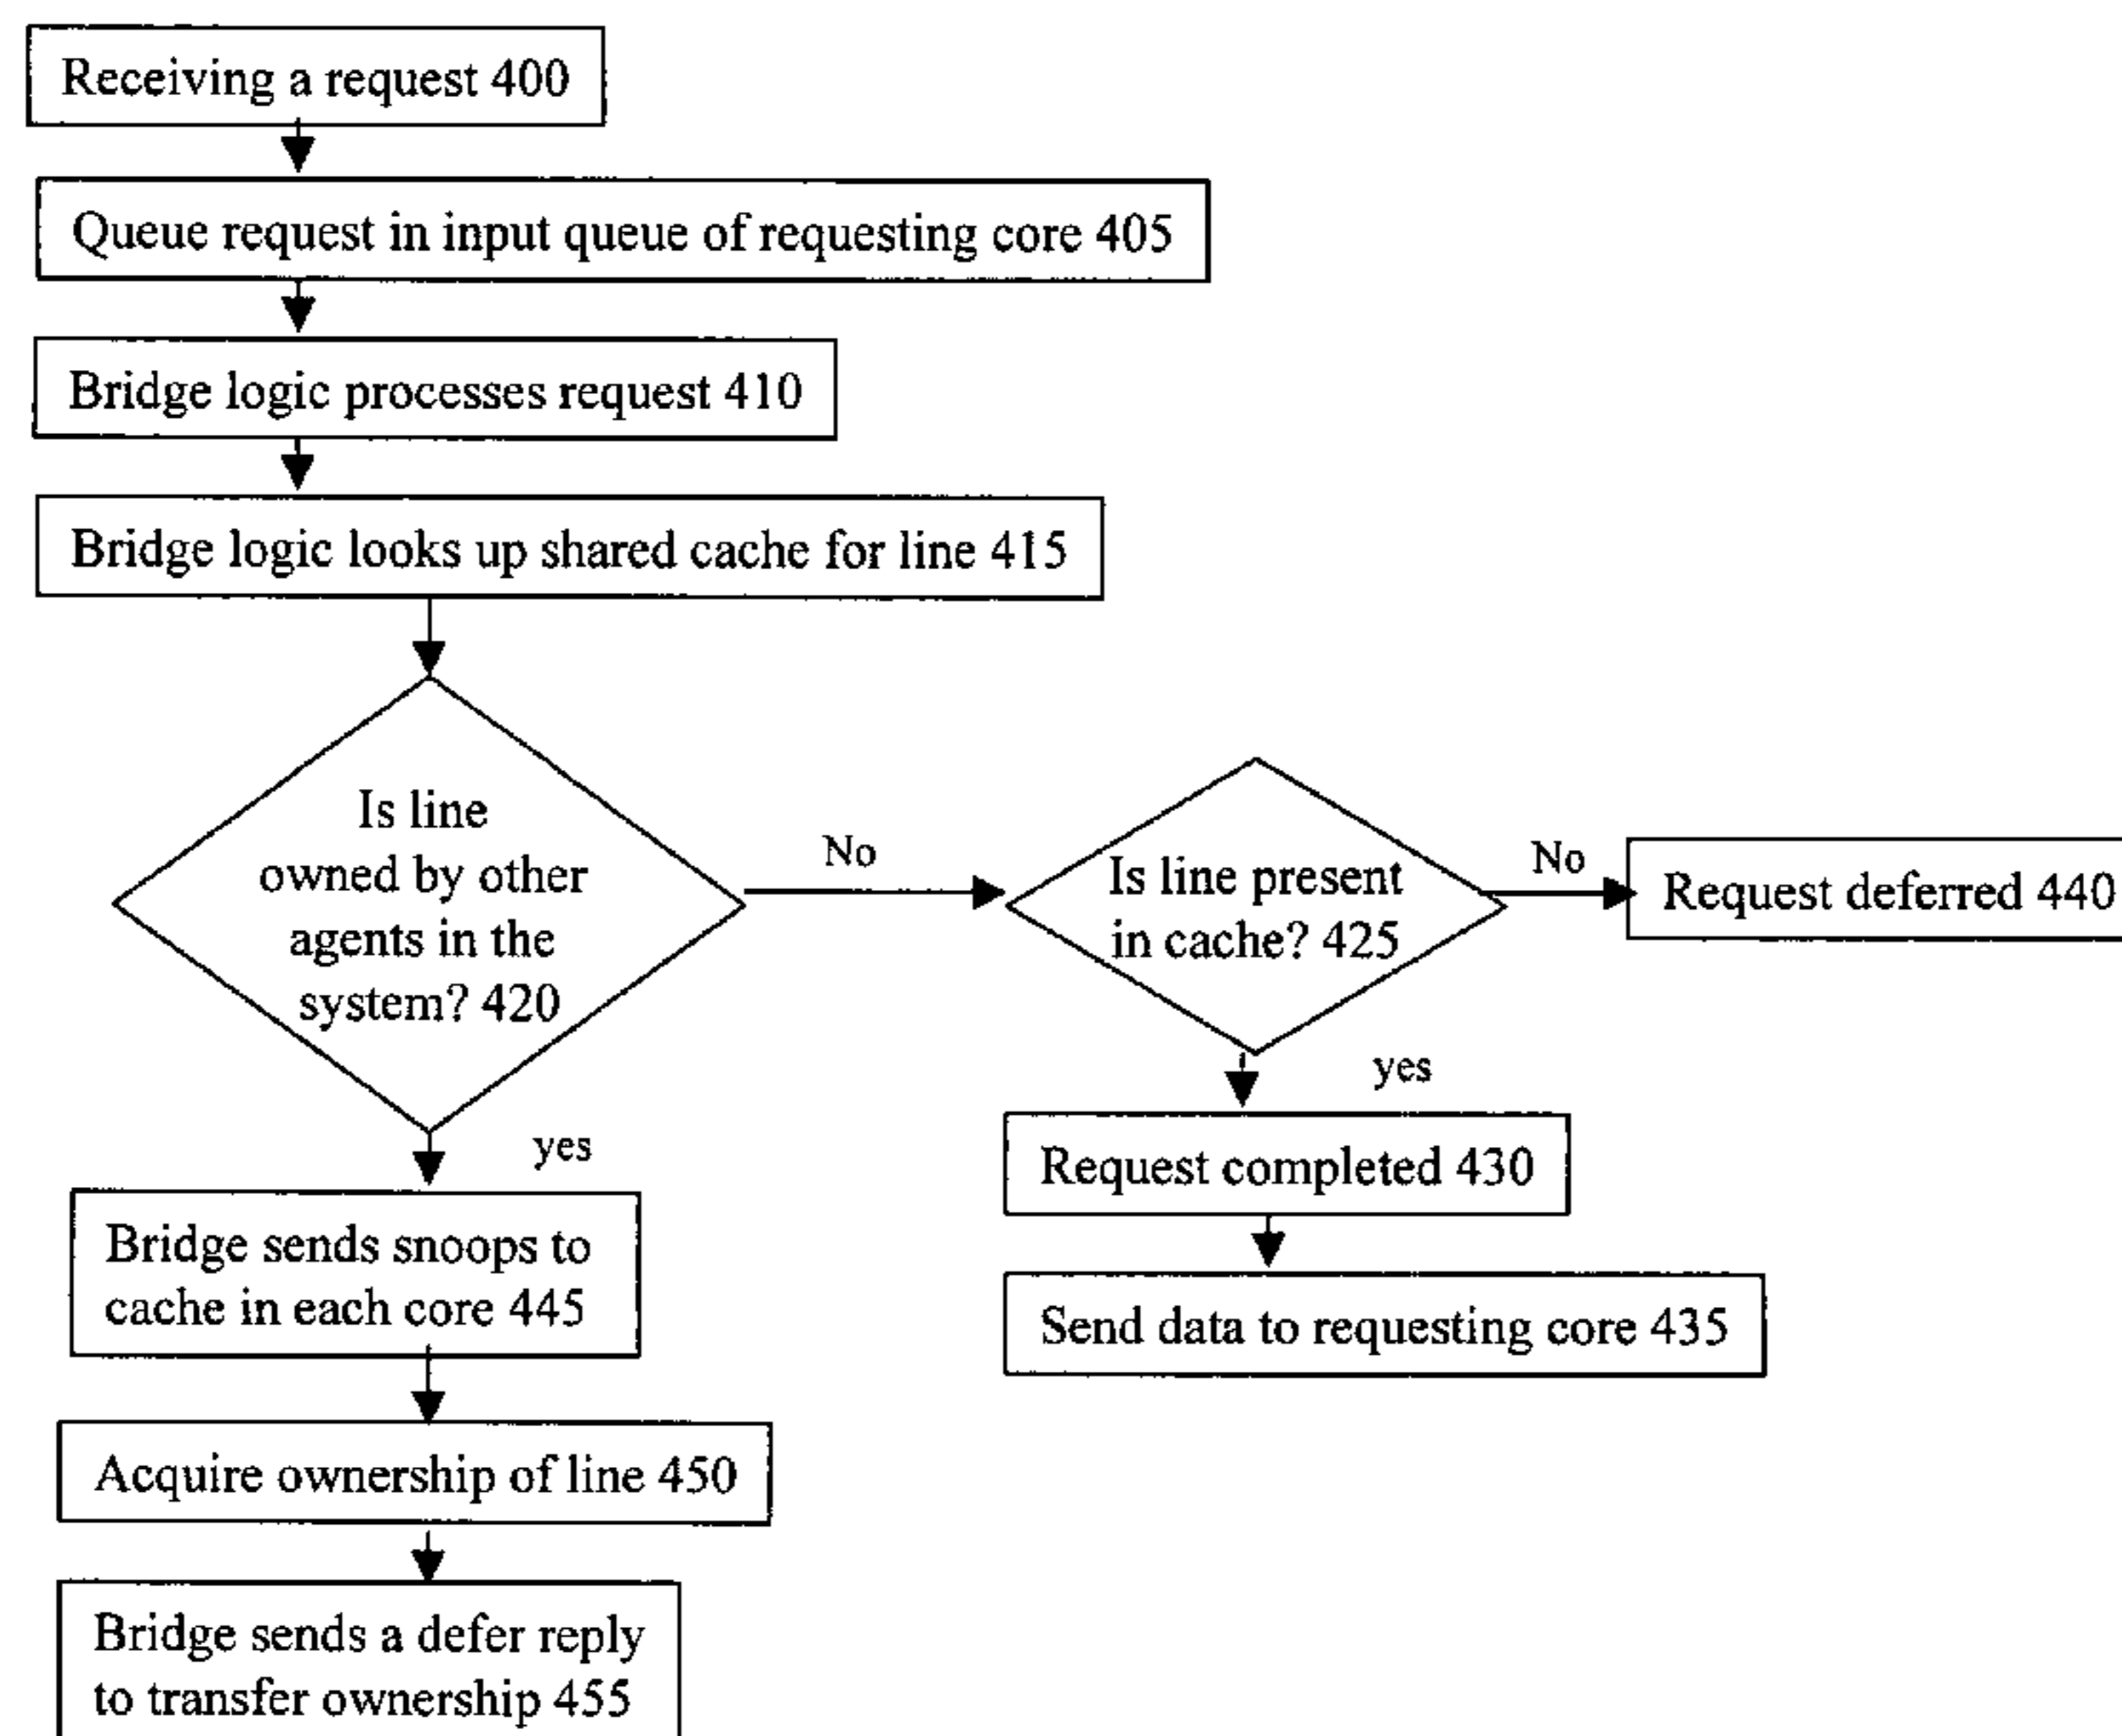 Receiving a request 400
Queue request in input queue of requesting core 405
Bridge logic processes request 410
Bridge logic looks up shared cache for line 415
Is line
owned by other
agents in the
system? 420
No
Is line present
in cache? 425
No
Request deferred 440
yes
Request completed 430
Send data to requesting core 435
yes
Bridge sends snoops to
cache in each core 445
Acquire ownership of line 450
Bridge sends a defer reply
to transfer ownership 455